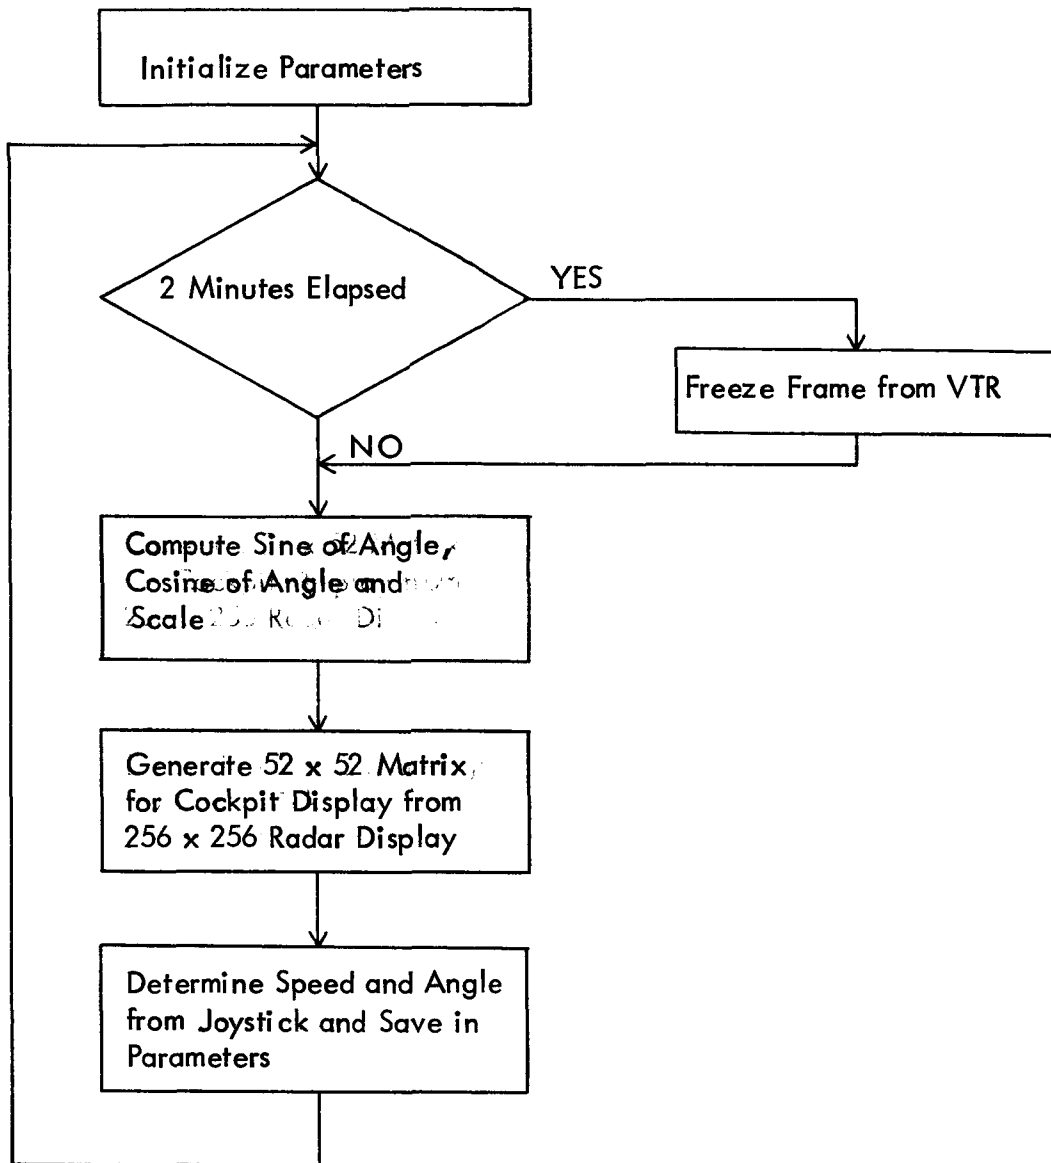 Initialize Parameters
2 Minutes Elapsed
YES
Freeze Frame from VTR
NO
Compute Sine of Angle,
Cosine of Angle and
Scale
Generate 52 x 52 Matrix
for Cockpit Display from
256 x 256 Radar Display
Determine Speed and Angle
from Joystick and Save in
Parameters